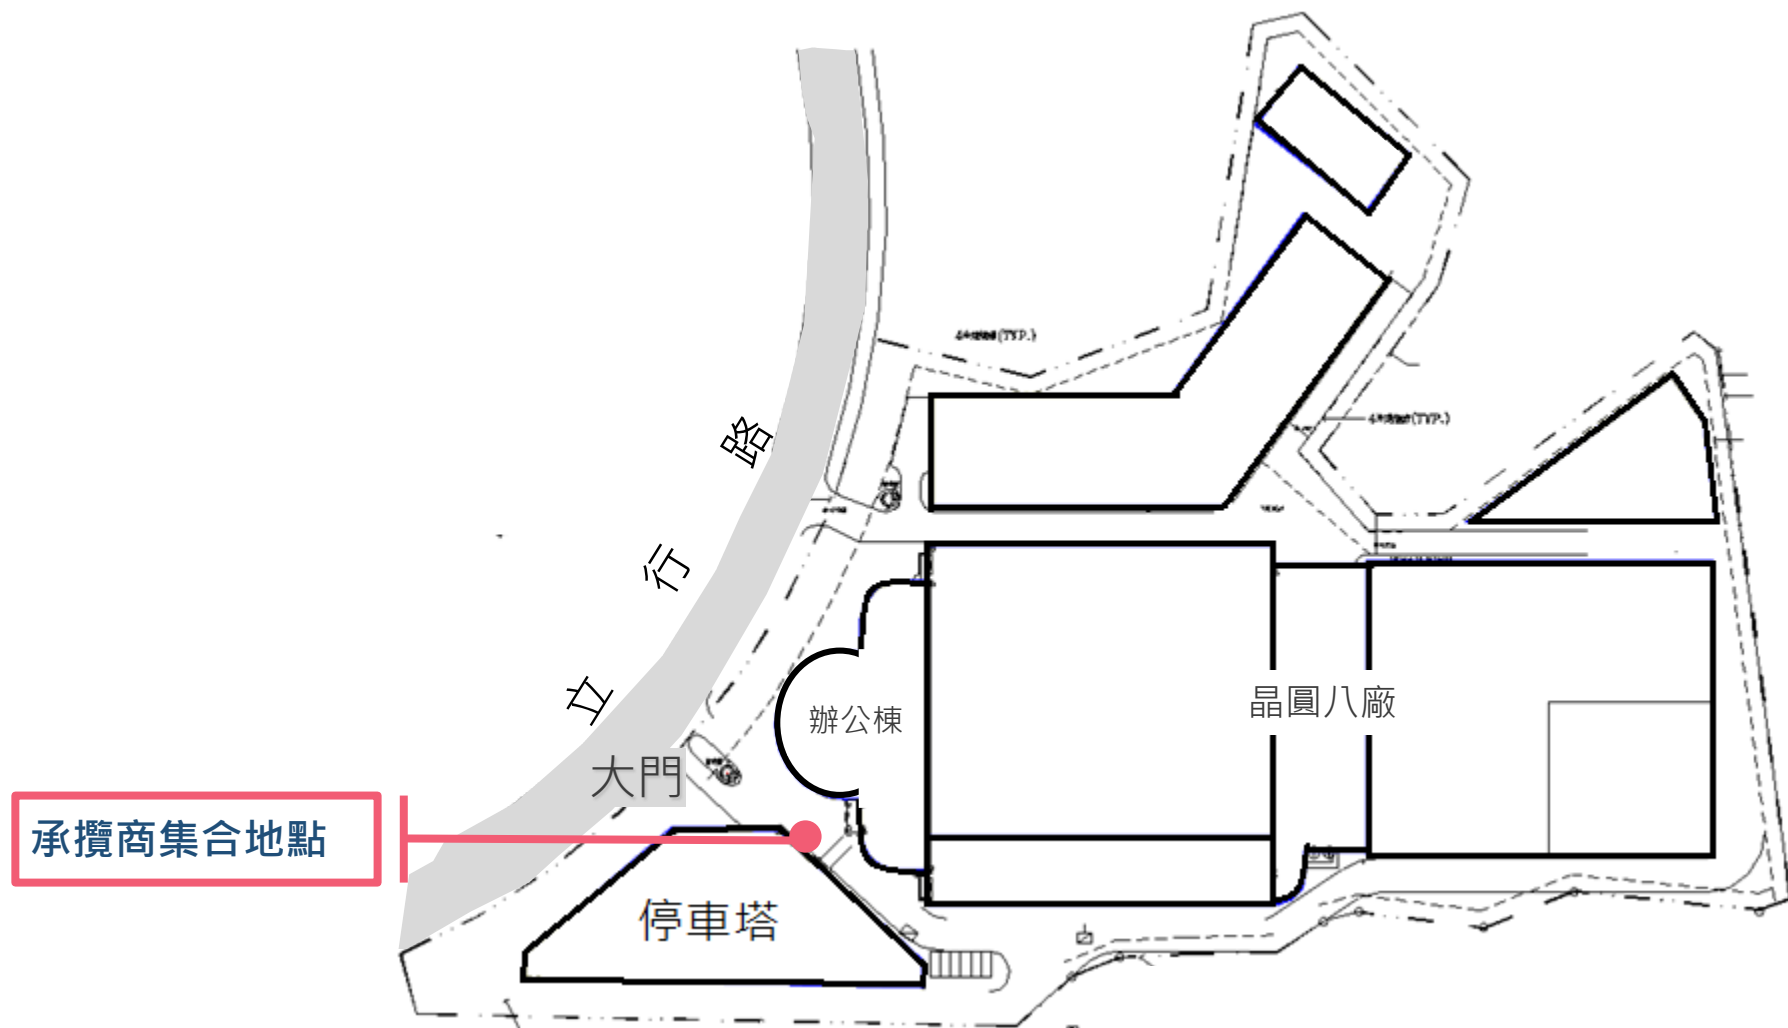 立行路
辦公棟
晶圓八廠
大門
承攬商集合地點
停車塔